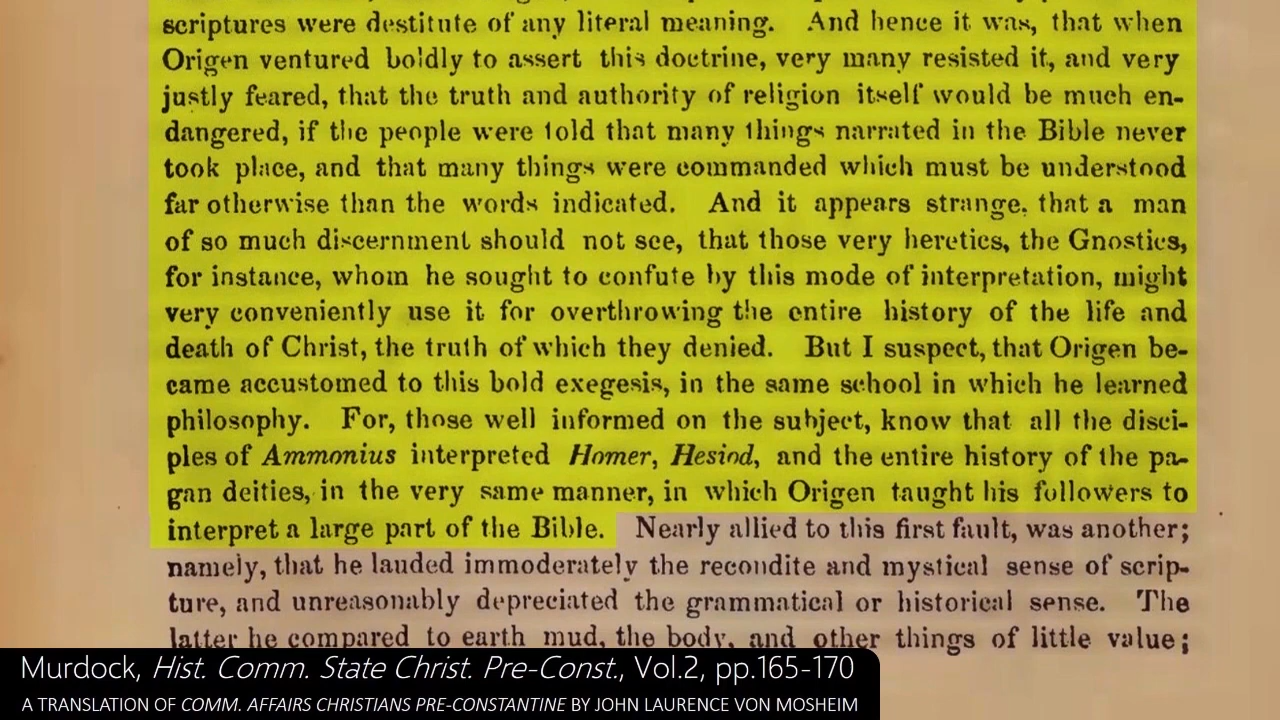 scriptures were destitute of any literal meaning. And hence it was, that when
Origen ventured boldly to assert this doctrine, very many resisted it, and very
justly feared, that the truth and authority of religion itself would be much en-
dangered, if the people were told that many things narrated in the Bible never
took place, and that many things were commanded which must be understood
far otherwise than the words indicated. And it appears strange, that a man
of so much discernment should not see, that those very heretics, the Gnostics,
for instance, whom he sought to confute by this mode of interpretation, might
very conveniently use it for overthrowing the entire history of the life and
death of Christ, the truth of which they denied. But I suspect, that Origen be-
came accustomed to this bold exegesis, in the same school in which he learned
philosophy. For, those well informed on the subject, know that all the disci-
ples of Ammonius interpreted Homer, Hesiod, and the entire history of the pa-
gan deities, in the very same manner, in which Origen taught his followers to
interpret a large part of the Bible. Nearly allied to this first fault, was another;
namely, that he lauded immoderately the recondite and mystical sense of scrip-
ture, and unreasonably depreciated the grammatical or historical sense. The
latter he compared to earth mud, the body, and other things of little value;
Murdock, Hist. Comm. State Christ. Pre-Const., Vol.2, pp.165-170
A TRANSLATION OF COMM. AFFAIRS CHRISTIANS PRE-CONSTANTINE BY JOHN LAURENCE VON MOSHEIM